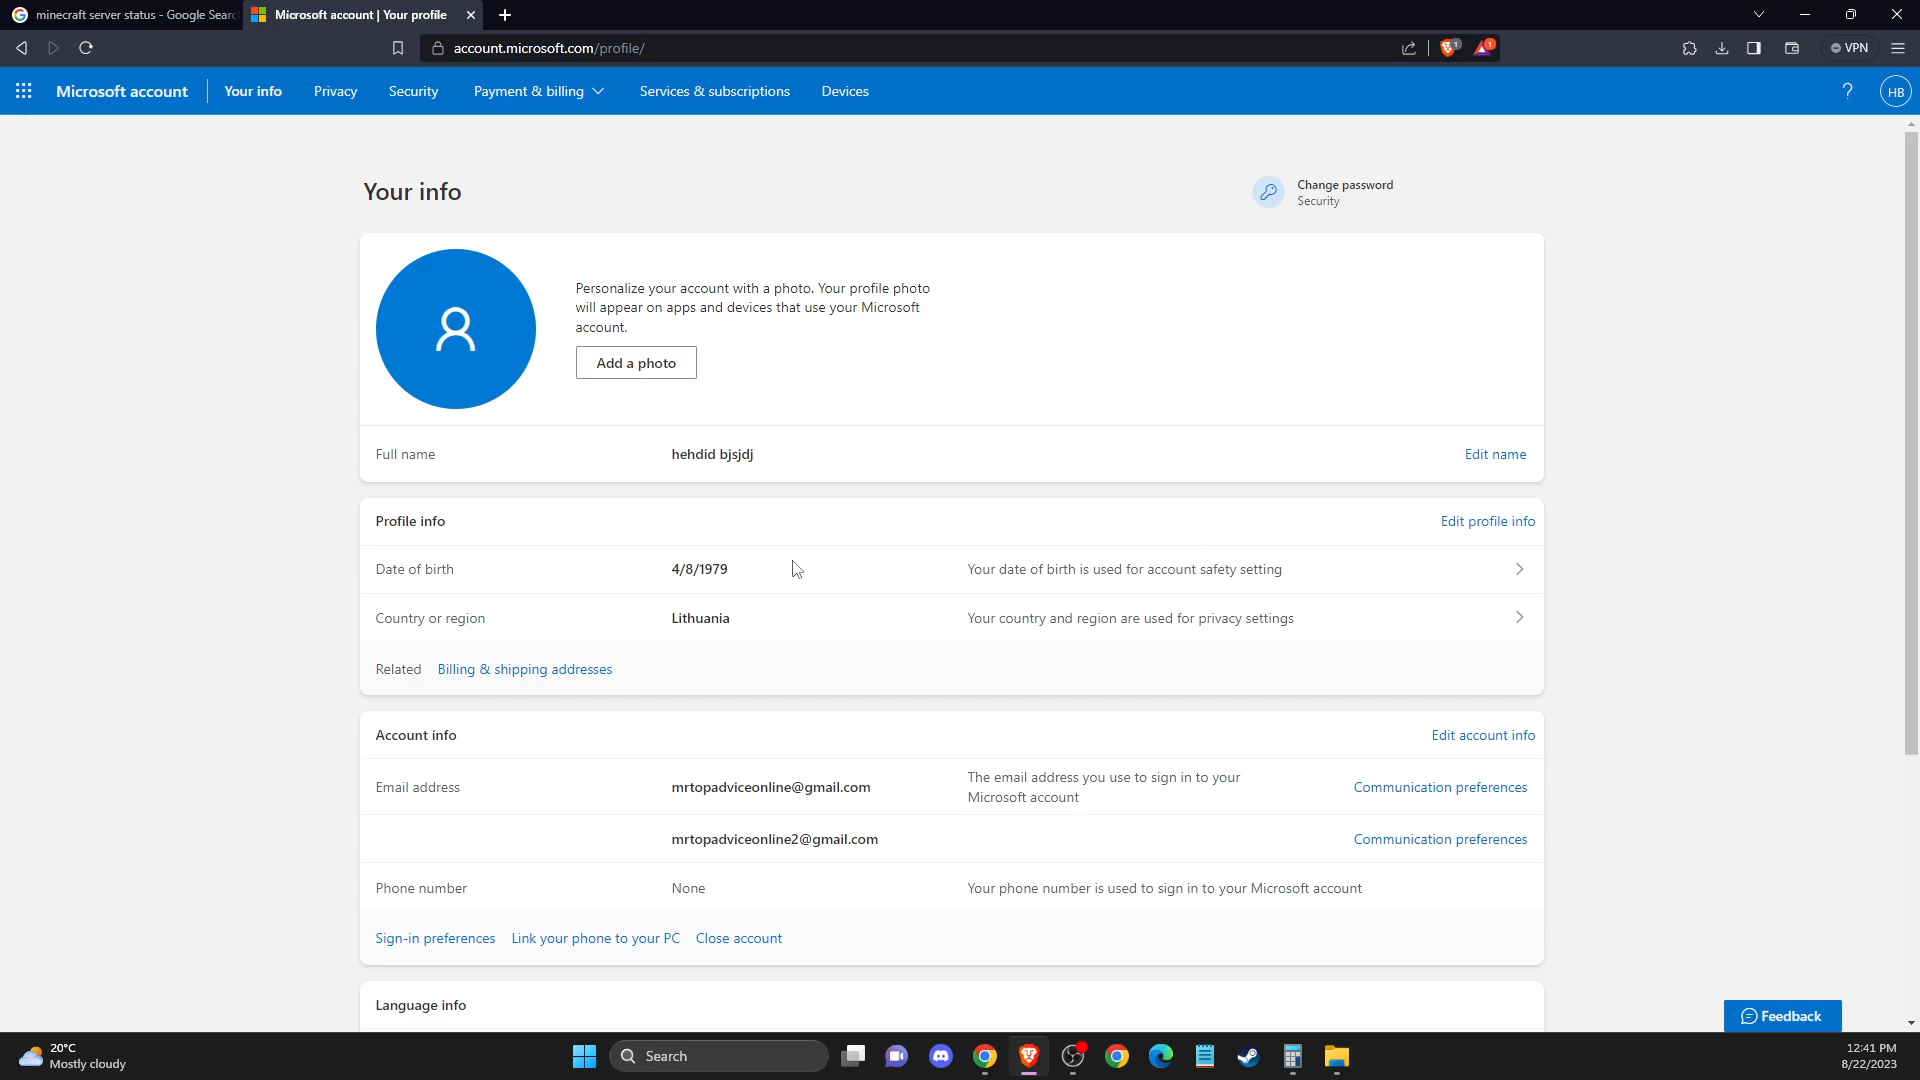 minecraft server status - Google Sear
Microsoft account | Your profile
account.microsoft.com/profile/
1
1
VPN
Microsoft account
Your info
Privacy
Security
Payment & billing
Services & subscriptions
Devices
?
HB
Your info
Change password
Security
Personalize your account with a photo. Your profile photo
will appear on apps and devices that use your Microsoft
account.
Add a photo
Full name
hehdid bjsjdj
Edit name
Profile info
Edit profile info
Date of birth
4/8/1979
Your date of birth is used for account safety setting
Country or region
Lithuania
Your country and region are used for privacy settings
Related
Billing & shipping addresses
Account info
Edit account info
Email address
mrtopadviceonline@gmail.com
The email address you use to sign in to your
Microsoft account
Communication preferences
mrtopadviceonline2@gmail.com
Communication preferences
Phone number
None
Your phone number is used to sign in to your Microsoft account
Sign-in preferences
Link your phone to your PC
Close account
Language info
Feedback
20°C
Mostly cloudy
Search
12:41 PM
8/22/2023